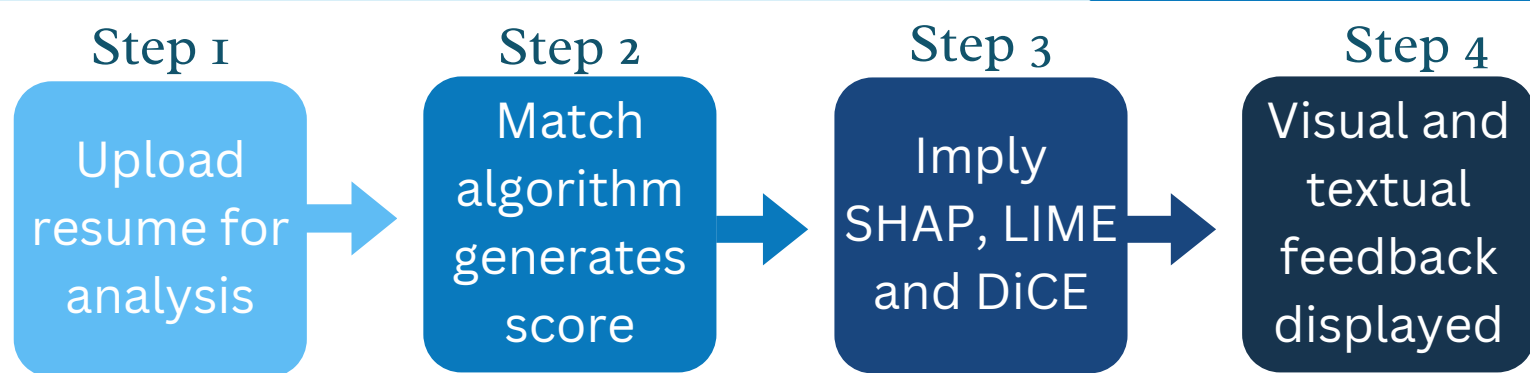 Step 1
Upload
resume for
analysis
Step 2
Match
algorithm
generates
score
Step 3
Imply
SHAP, LIME
and DiCE
Step 4
Visual and
textual
feedback
displayed